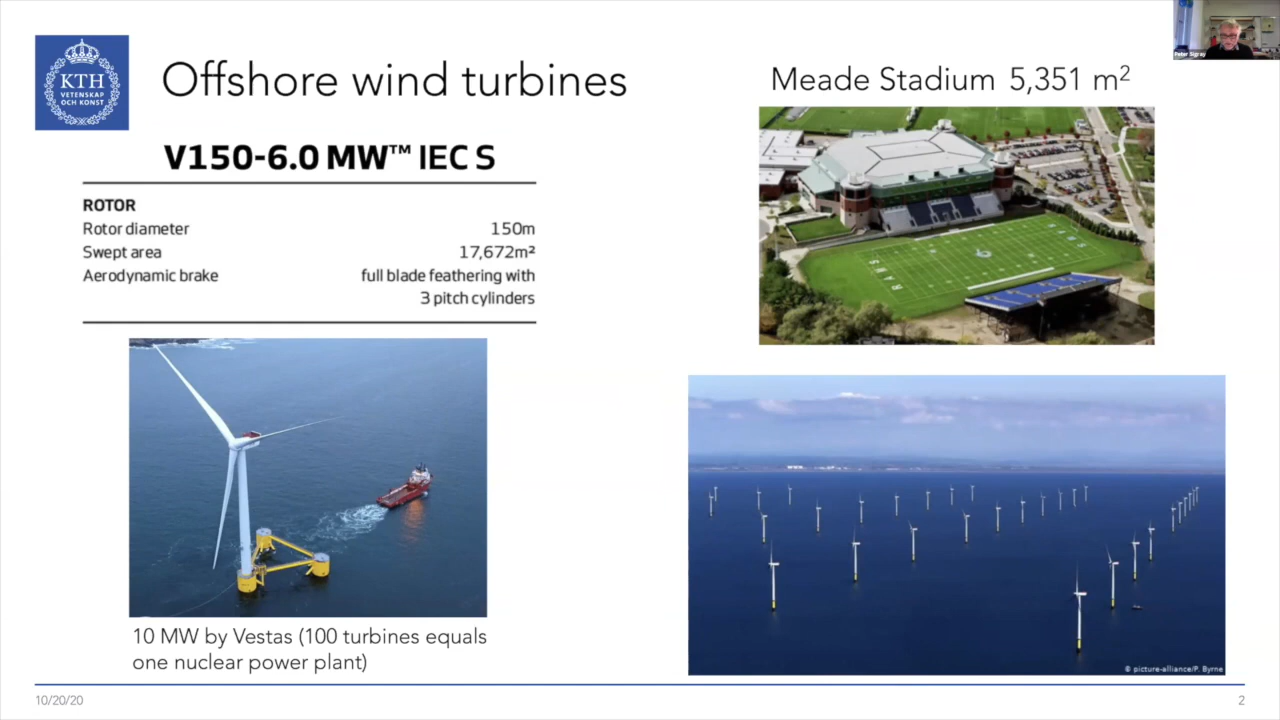 KTH
VETENSKAP
OCH KONST
Offshore wind turbines
V150-6.0 MW™ IEC S
ROTOR
Rotor diameter 150m
Swept area 17,672m²
Aerodynamic brake full blade feathering with
3 pitch cylinders
10 MW by Vestas (100 turbines equals
one nuclear power plant)
Meade Stadium 5,351 m²
RAMS
© picture-alliance/P. Byrne
Peter Sigray
10/20/20
2